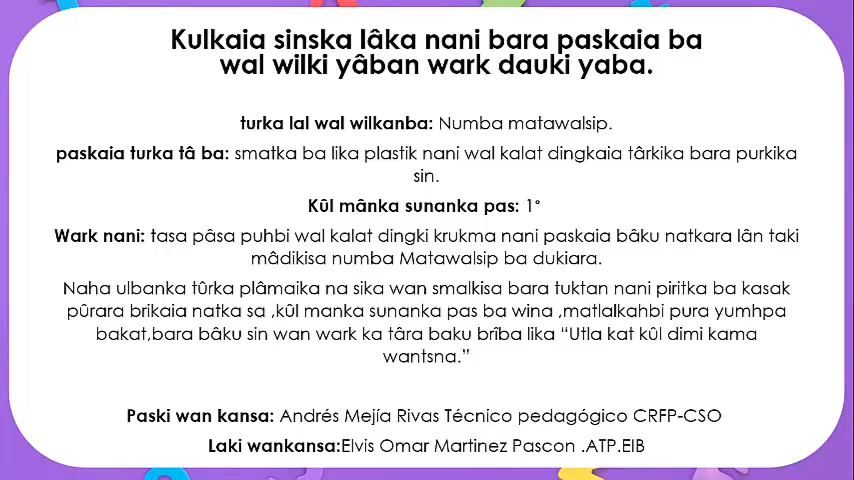 Kulkaia sinska lâka nani bara paskaia ba
wal wilki yâban wark dauki yaba.
turka lal wal wilkanba: Numba matawalsip.
paskaia turka tâ ba: smatka ba lika plastik nani wal kalat dingkaia târkika bara purkika
sin.
Kûl mânka sunanka pas: 1°
Wark nani: tasa pâsa puhbi wal kalat dingki krukma nani paskaia bâku natkara lân taki
mâdikisa numba Matawalsip ba dukiara.
Naha ulbanka tûrka plâmaika na sika wan smalkisa bara tuktan nani piritka ba kasak
pûrara brikaia natka sa ,kûl manka sunanka pas ba wina ,matlalkahbi pura yumhpa
bakat,bara bâku sin wan wark ka târa baku brîba lika “Utla kat kûl dimi kama
wantsna.”
Paski wan kansa: Andrés Mejía Rivas Técnico pedagógico CRFP-CSO
Laki wankansa:Elvis Omar Martinez Pascon .ATP.EIB